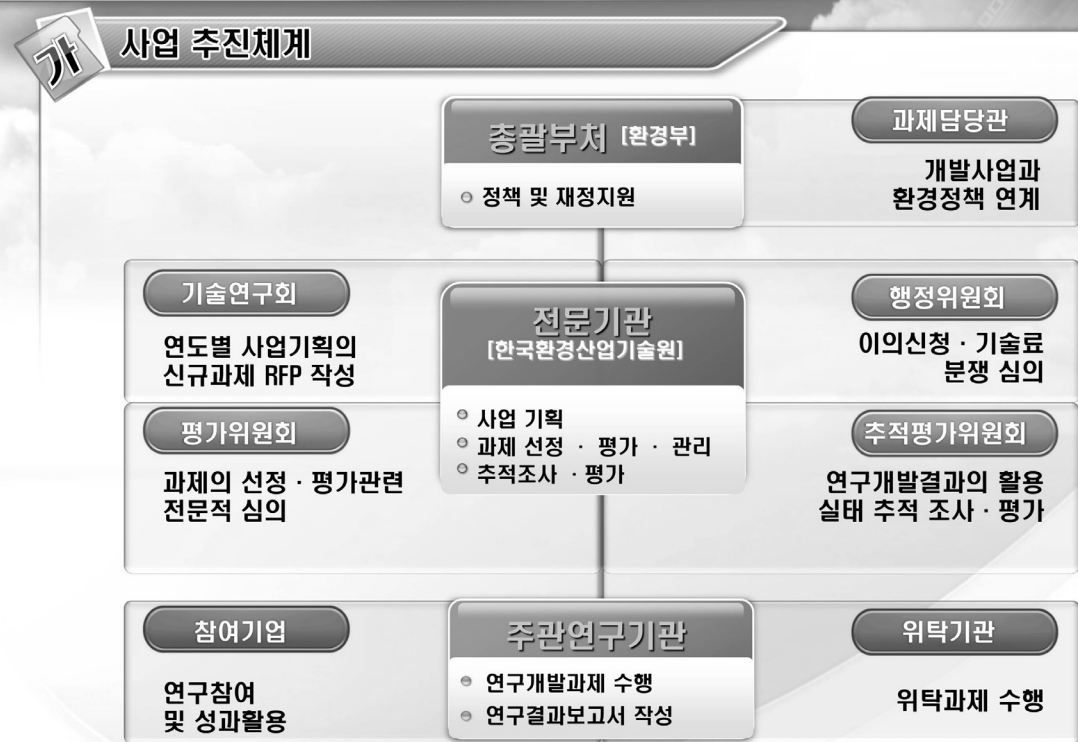 가 사업 추진체계
총괄부처 [환경부]
정책 및 재정지원
과제담당관
개발사업과
환경정책 연계
기술연구회
연도별 사업기획의
신규과제 RFP 작성
전문기관
[한국환경산업기술원]
사업 기획
과제 선정 · 평가 · 관리
추적조사 · 평가
행정위원회
이의신청 · 기술료
분쟁 심의
평가위원회
과제의 선정 · 평가관련
전문적 심의
추적평가위원회
연구개발결과의 활용
실태 추적 조사 · 평가
참여기업
연구참여
및 성과활용
주관연구기관
연구개발과제 수행
연구결과보고서 작성
위탁기관
위탁과제 수행